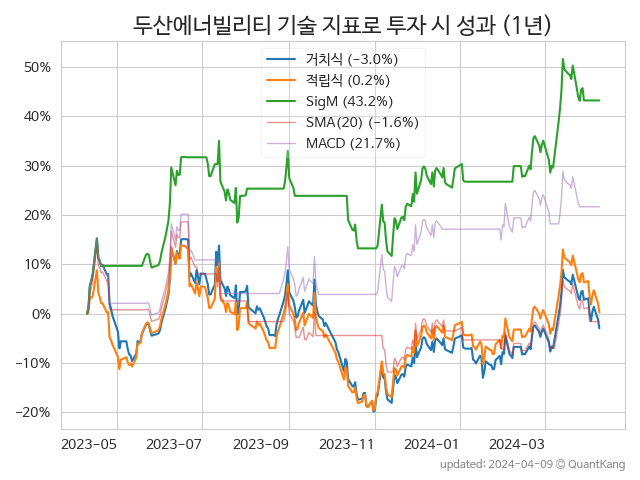 두산에너빌리티 기술 지표로 투자 시 성과 (1년)
거치식 (−3.0%)
적립식 (0.2%)
SigM (43.2%)
SMA(20) (−1.6%)
MACD (21.7%)
50%
40%
30%
20%
10%
0%
−10%
−20%
2023-05 2023-07 2023-09 2023-11 2024-01 2024-03
updated: 2024-04-09 © QuantKang